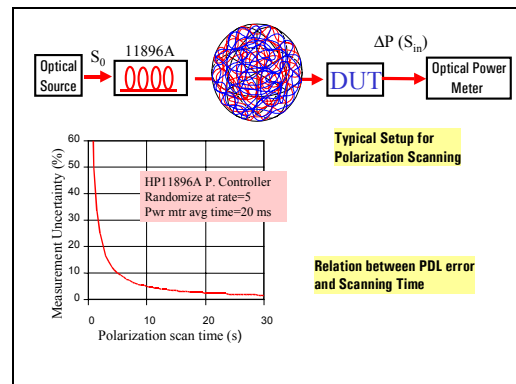 S0
11896A
ΔP (Sin)
Optical
Source
DUT
Optical Power
Meter
Typical Setup for
Polarization Scanning
Measurement Uncertainty (%)
60
50
40
30
20
10
0
HP11896A P. Controller
Randomize at rate=5
Pwr mtr avg time=20 ms
0
10
20
30
Polarization scan time (s)
Relation between PDL error
and Scanning Time